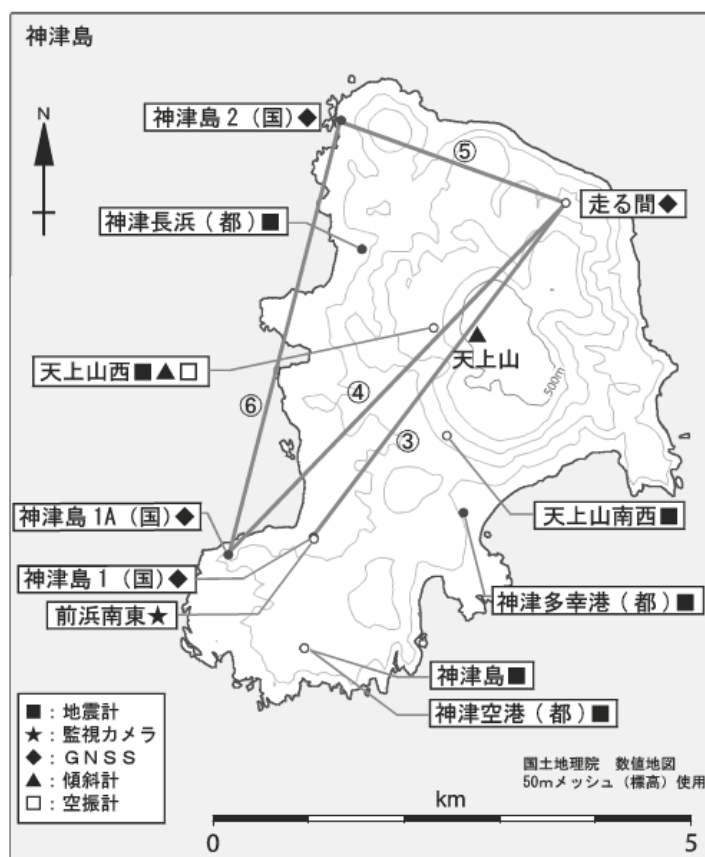 神津島
N
神津島2（国）◆
⑤
走る間◆
神津長浜（都）■
天上山西■▲□
天上山
500m
⑥
④
③
神津島1A（国）◆
天上山南西■
神津島1（国）◆
前浜南東★
神津多幸港（都）■
神津島■
神津空港（都）■
■：地震計
★：監視カメラ
◆：GNSS
▲：傾斜計
□：空振計
国土地理院 数値地図
50mメッシュ（標高）使用
km
0 5